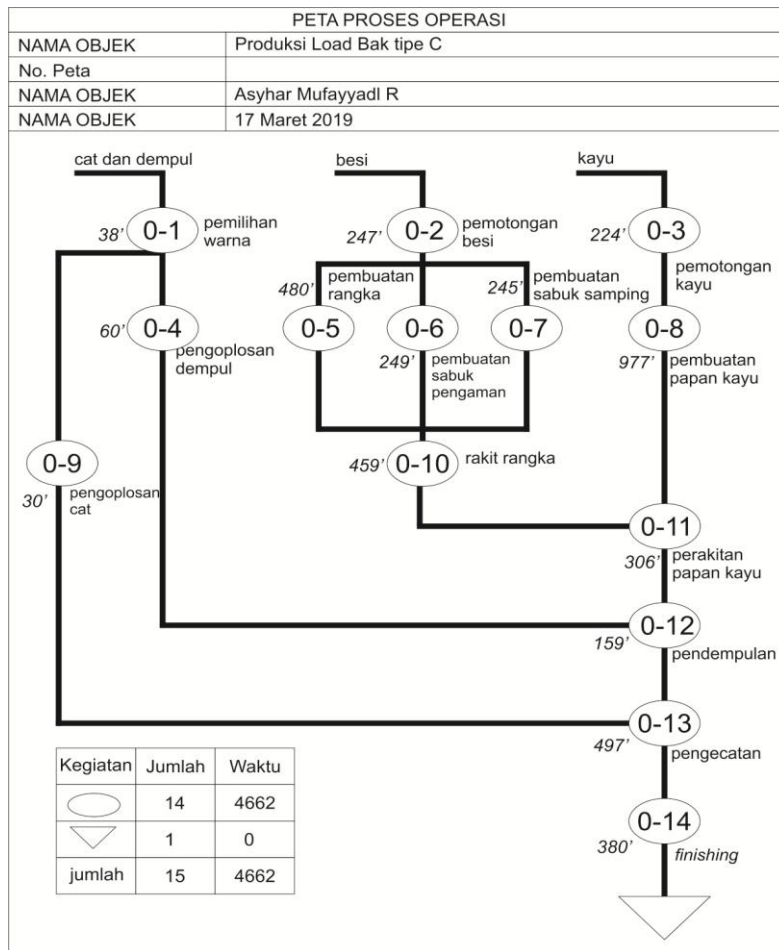 PETA PROSES OPERASI
NAMA OBJEK Produksi Load Bak tipe C
No. Peta
NAMA OBJEK Asyhar Mufayyadl R
NAMA OBJEK 17 Maret 2019
cat dan dempul besi kayu
38’ 0-1 pemilihan
warna
247’ 0-2 pemotongan
besi
224’ 0-3
pemotongan
kayu
480’ pembuatan
rangka
0-5
245’ pembuatan
sabuk samping
0-7
60’ 0-4
pengoplosan
dempul
0-6
249’ pembuatan
sabuk
pengaman
0-8
977’ pembuatan
papan kayu
0-9
30’ pengoplosan
cat
459’ 0-10 rakit rangka
0-11
306’ perakitan
papan kayu
0-12
159’ pendempulan
0-13
497’ pengecatan
0-14
380’ finishing
Kegiatan Jumlah Waktu
14 4662
1 0
jumlah 15 4662